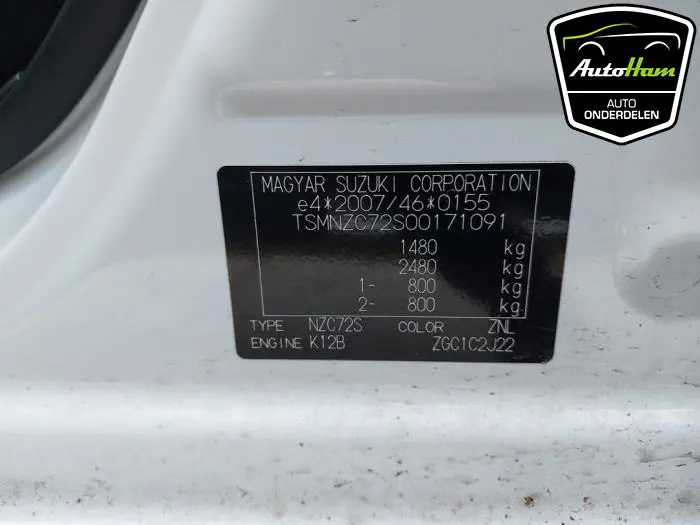 AutoHam
AUTO
ONDERDELEN
MAGYAR SUZUKI CORPORATION
e4*2007/46*0155
TSMNZC72S00171091
1480 kg
2480 kg
1- 800 kg
2- 800 kg
TYPE NZC72S COLOR ZNL
ENGINE K12B ZGC1C2J22